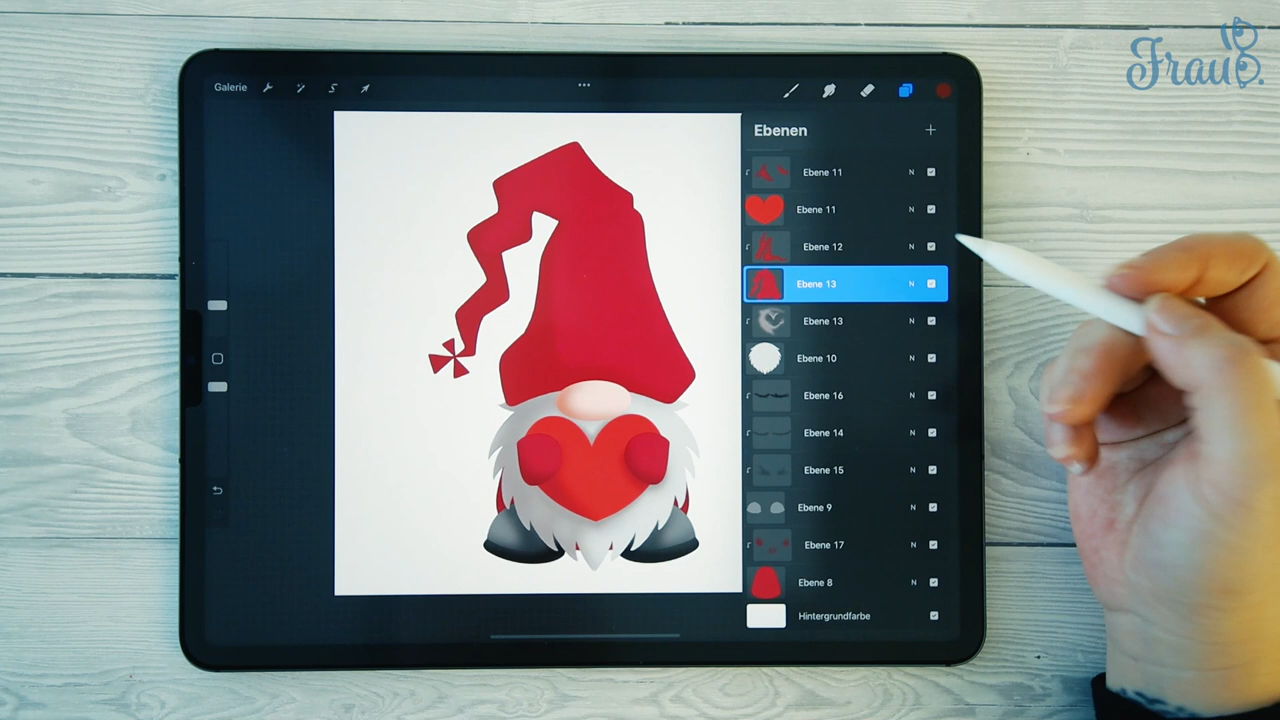 Frau B.
Galerie
Ebenen
Ebene 11 N
Ebene 11 N
Ebene 12 N
Ebene 13 N
Ebene 13 N
Ebene 10 N
Ebene 16 N
Ebene 14 N
Ebene 15 N
Ebene 9 N
Ebene 17 N
Ebene 8 N
Hintergrundfarbe